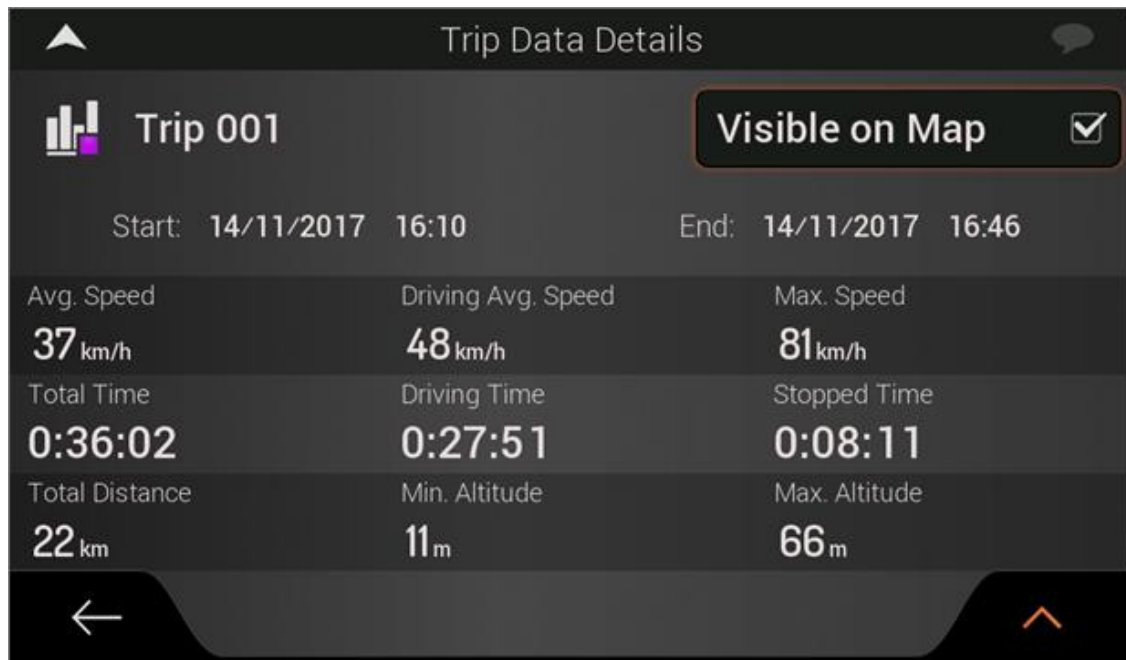 Trip Data Details
Trip 001
Visible on Map
Start: 14/11/2017 16:10 End: 14/11/2017 16:46
Avg. Speed Driving Avg. Speed Max. Speed
37 km/h 48 km/h 81 km/h
Total Time Driving Time Stopped Time
0:36:02 0:27:51 0:08:11
Total Distance Min. Altitude Max. Altitude
22 km 11 m 66 m